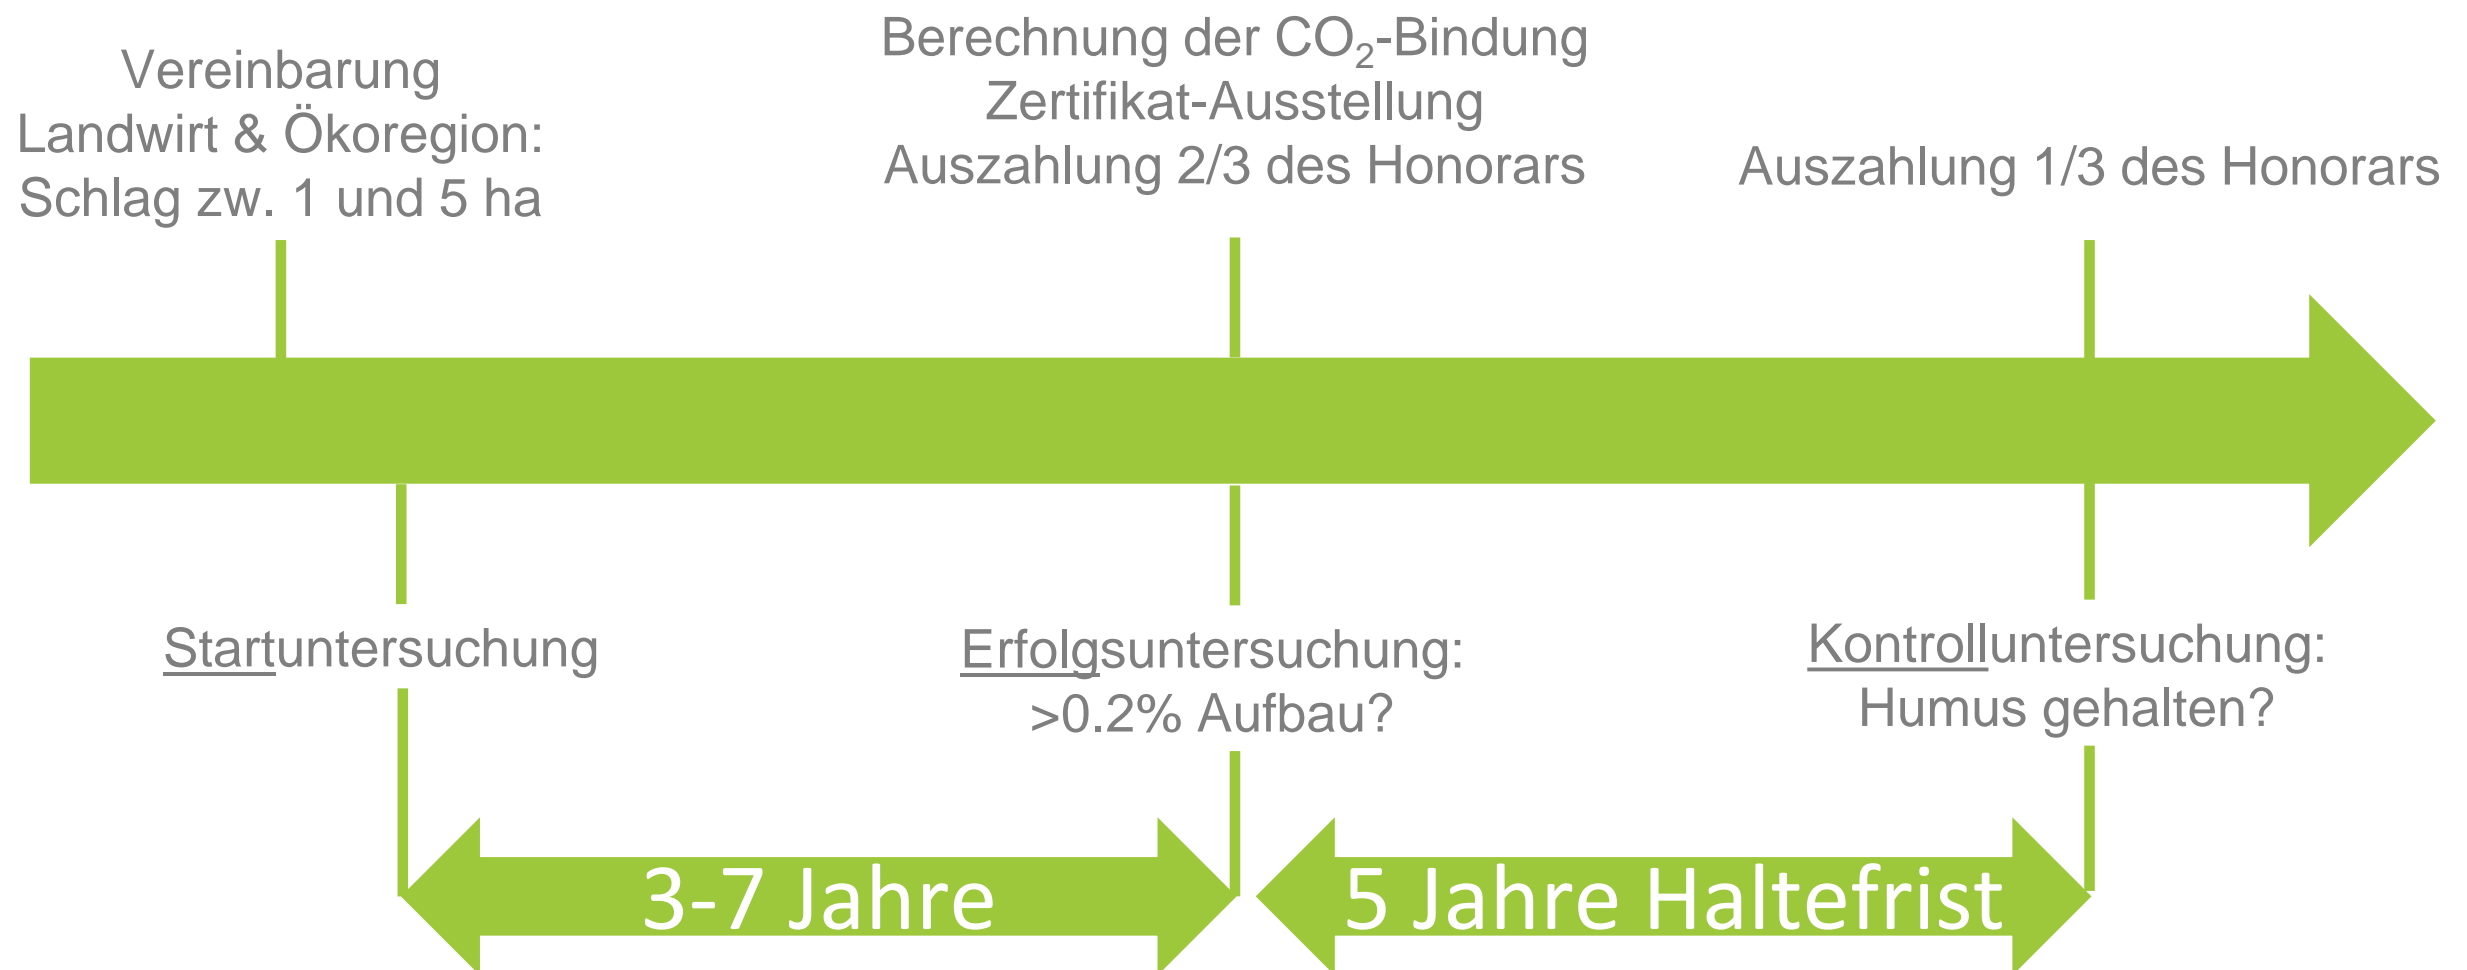 Vereinbarung
Landwirt & Ökoregion:
Schlag zw. 1 und 5 ha
Berechnung der CO₂-Bindung
Zertifikat-Ausstellung
Auszahlung 2/3 des Honorars
Auszahlung 1/3 des Honorars
Startuntersuchung
Erfolgsuntersuchung:
>0.2% Aufbau?
Kontrolluntersuchung:
Humus gehalten?
3-7 Jahre
5 Jahre Haltefrist